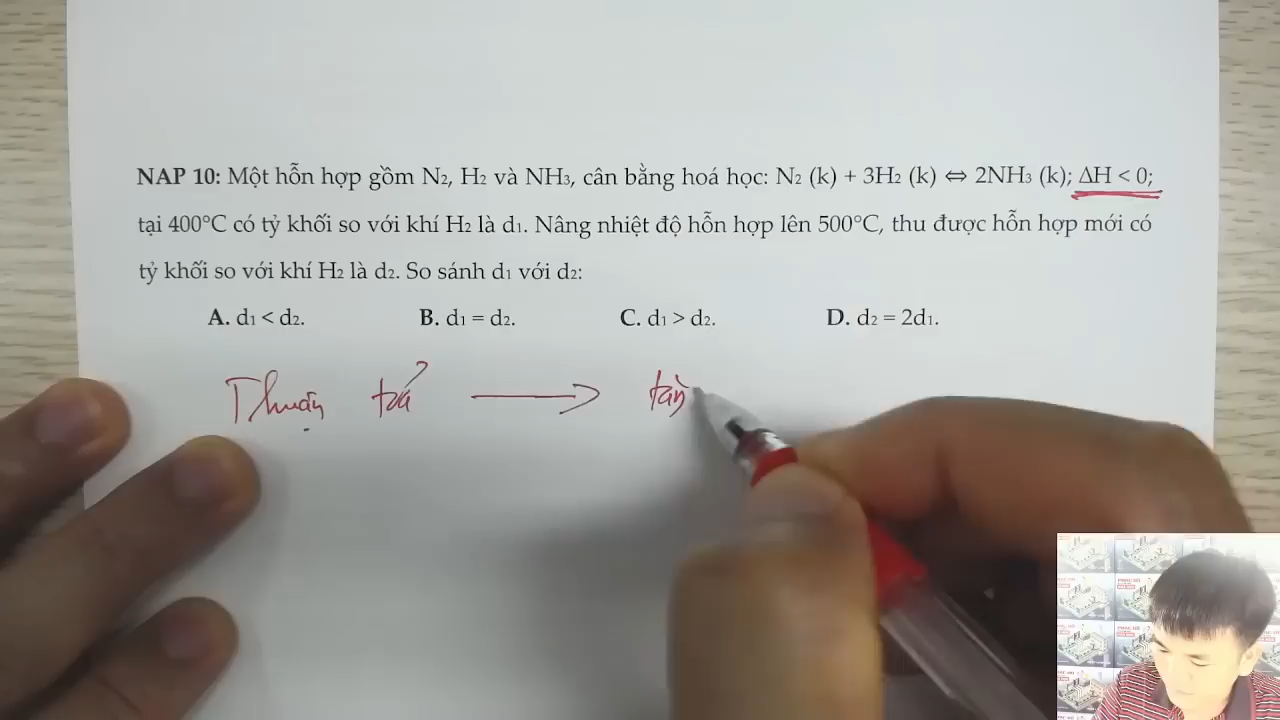 NAP 10: Một hỗn hợp gồm N₂, H₂ và NH₃, cân bằng hoá học: N₂ (k) + 3H₂ (k) ⇔ 2NH₃ (k); ΔH < 0;
tại 400°C có tỷ khối so với khí H₂ là d₁. Nâng nhiệt độ hỗn hợp lên 500°C, thu được hỗn hợp mới có
tỷ khối so với khí H₂ là d₂. So sánh d₁ với d₂:
A. d₁ < d₂. B. d₁ = d₂. C. d₁ > d₂. D. d₂ = 2d₁.
Thuận toả ⟶ tăn